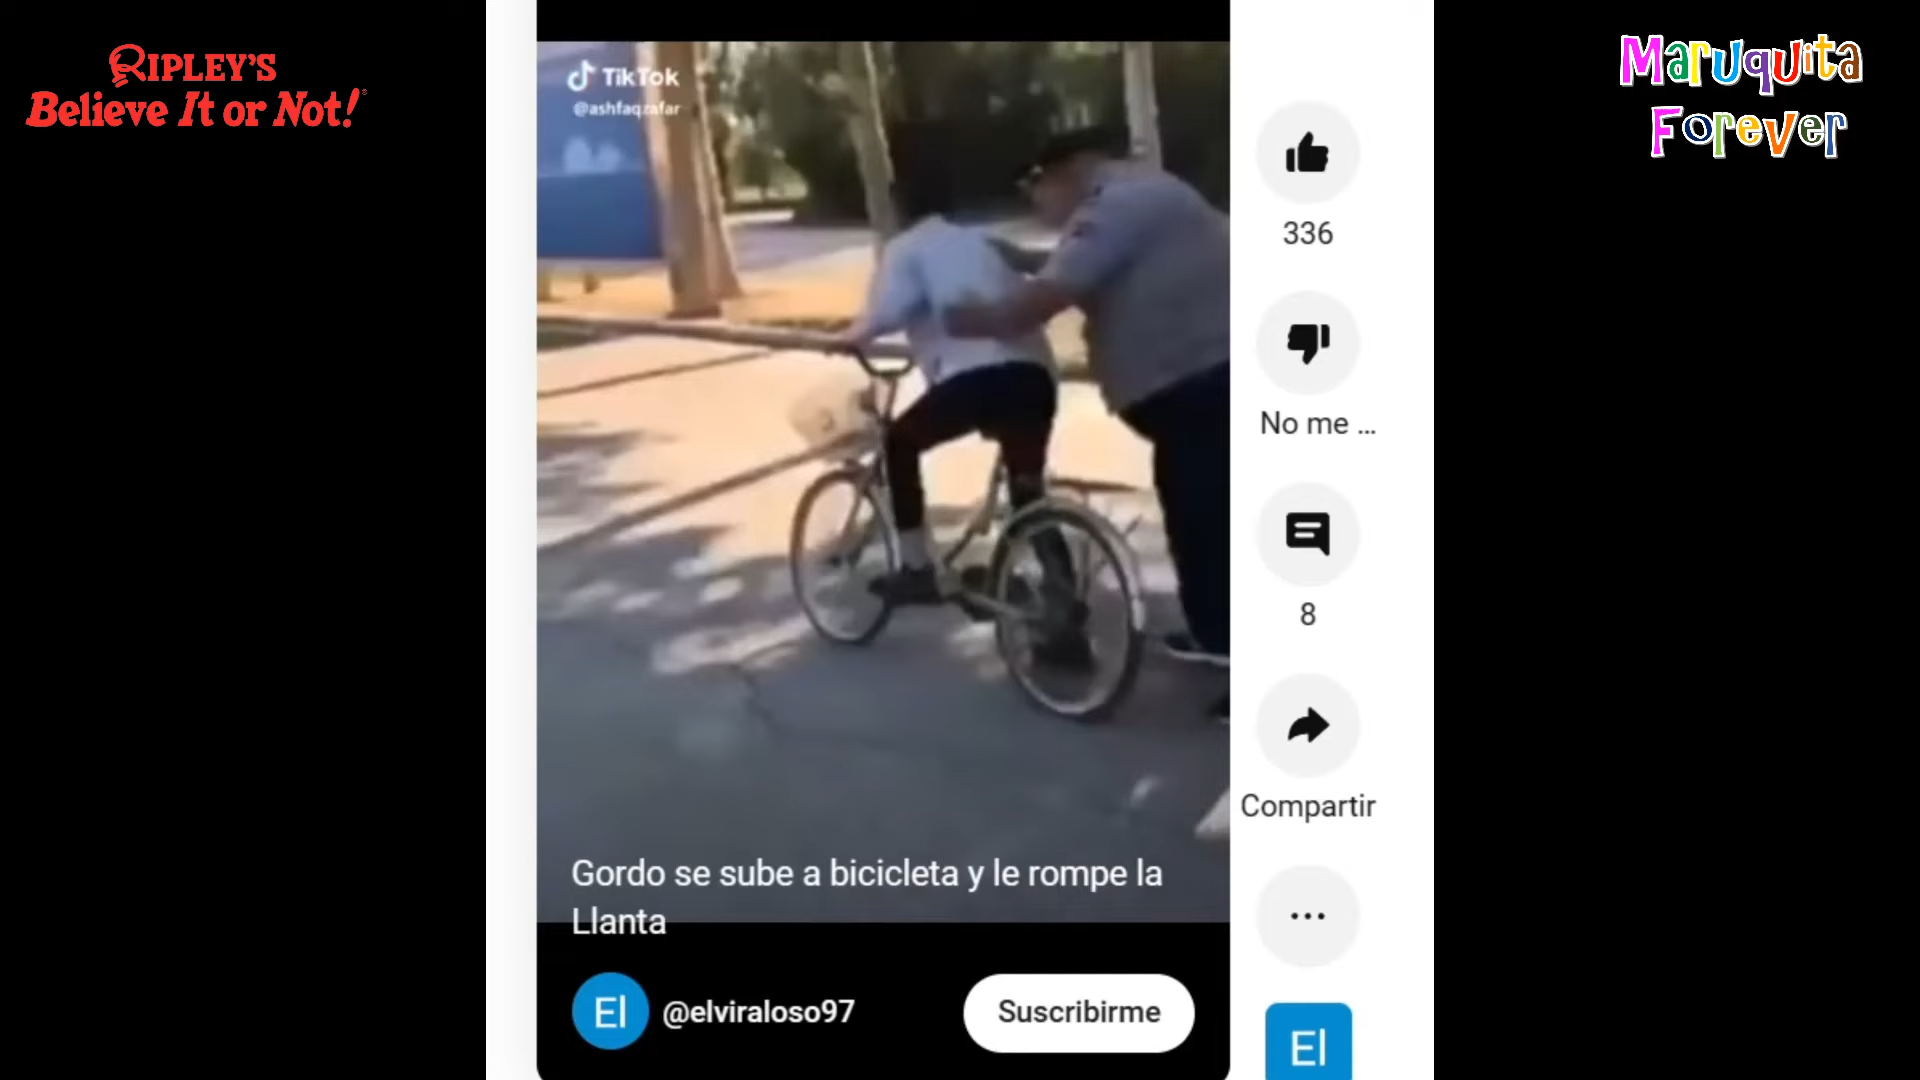 RIPLEY'S
Believe It or Not!®
Maruquita
Forever
TikTok
@ashfaqzafar
336
No me ...
8
Compartir
Gordo se sube a bicicleta y le rompe la
Llanta
El
@elviraloso97
Suscribirme
El